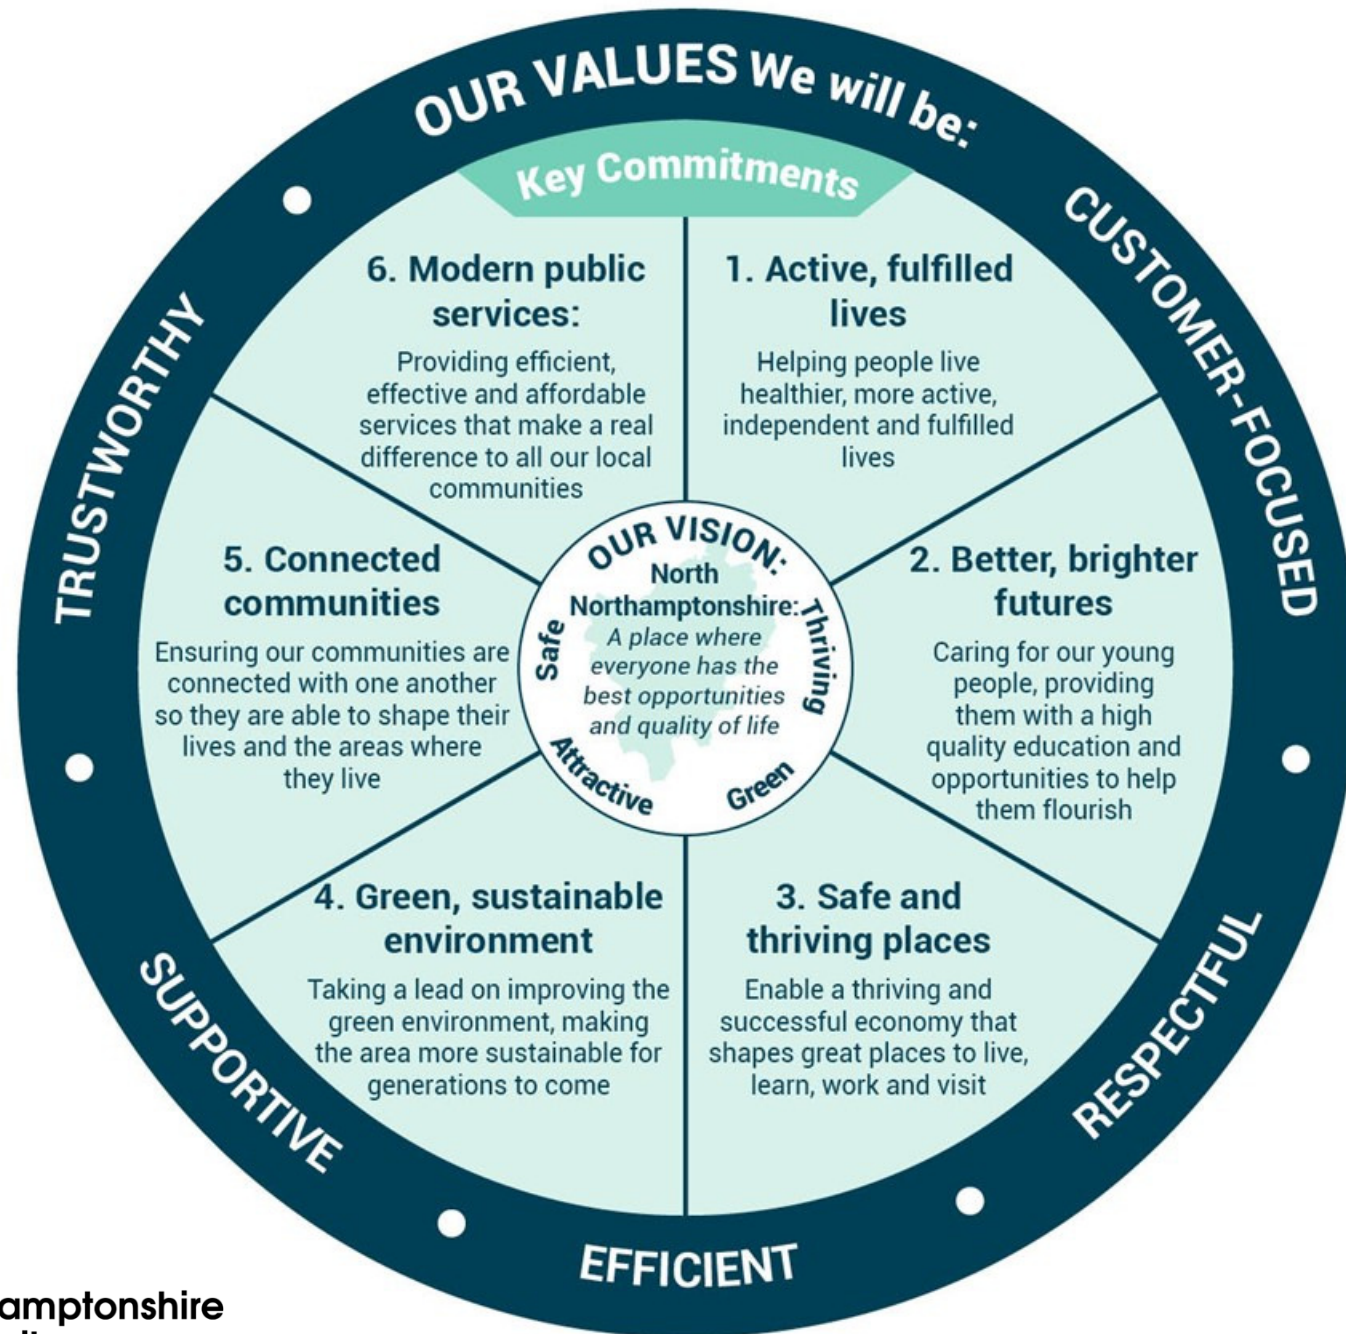 OUR VALUES We will be:
CUSTOMER-FOCUSED
RESPECTFUL
EFFICIENT
SUPPORTIVE
TRUSTWORTHY
Key Commitments
1. Active, fulfilled
lives
Helping people live
healthier, more active,
independent and fulfilled
lives
2. Better, brighter
futures
Caring for our young
people, providing
them with a high
quality education and
opportunities to help
them flourish
3. Safe and
thriving places
Enable a thriving and
successful economy that
shapes great places to live,
learn, work and visit
4. Green, sustainable
environment
Taking a lead on improving the
green environment, making
the area more sustainable for
generations to come
5. Connected
communities
Ensuring our communities are
connected with one another
so they are able to shape their
lives and the areas where
they live
6. Modern public
services:
Providing efficient,
effective and affordable
services that make a real
difference to all our local
communities
OUR VISION:
North
Northamptonshire:
A place where
everyone has the
best opportunities
and quality of life
Safe
Thriving
Green
Attractive
amptonshire